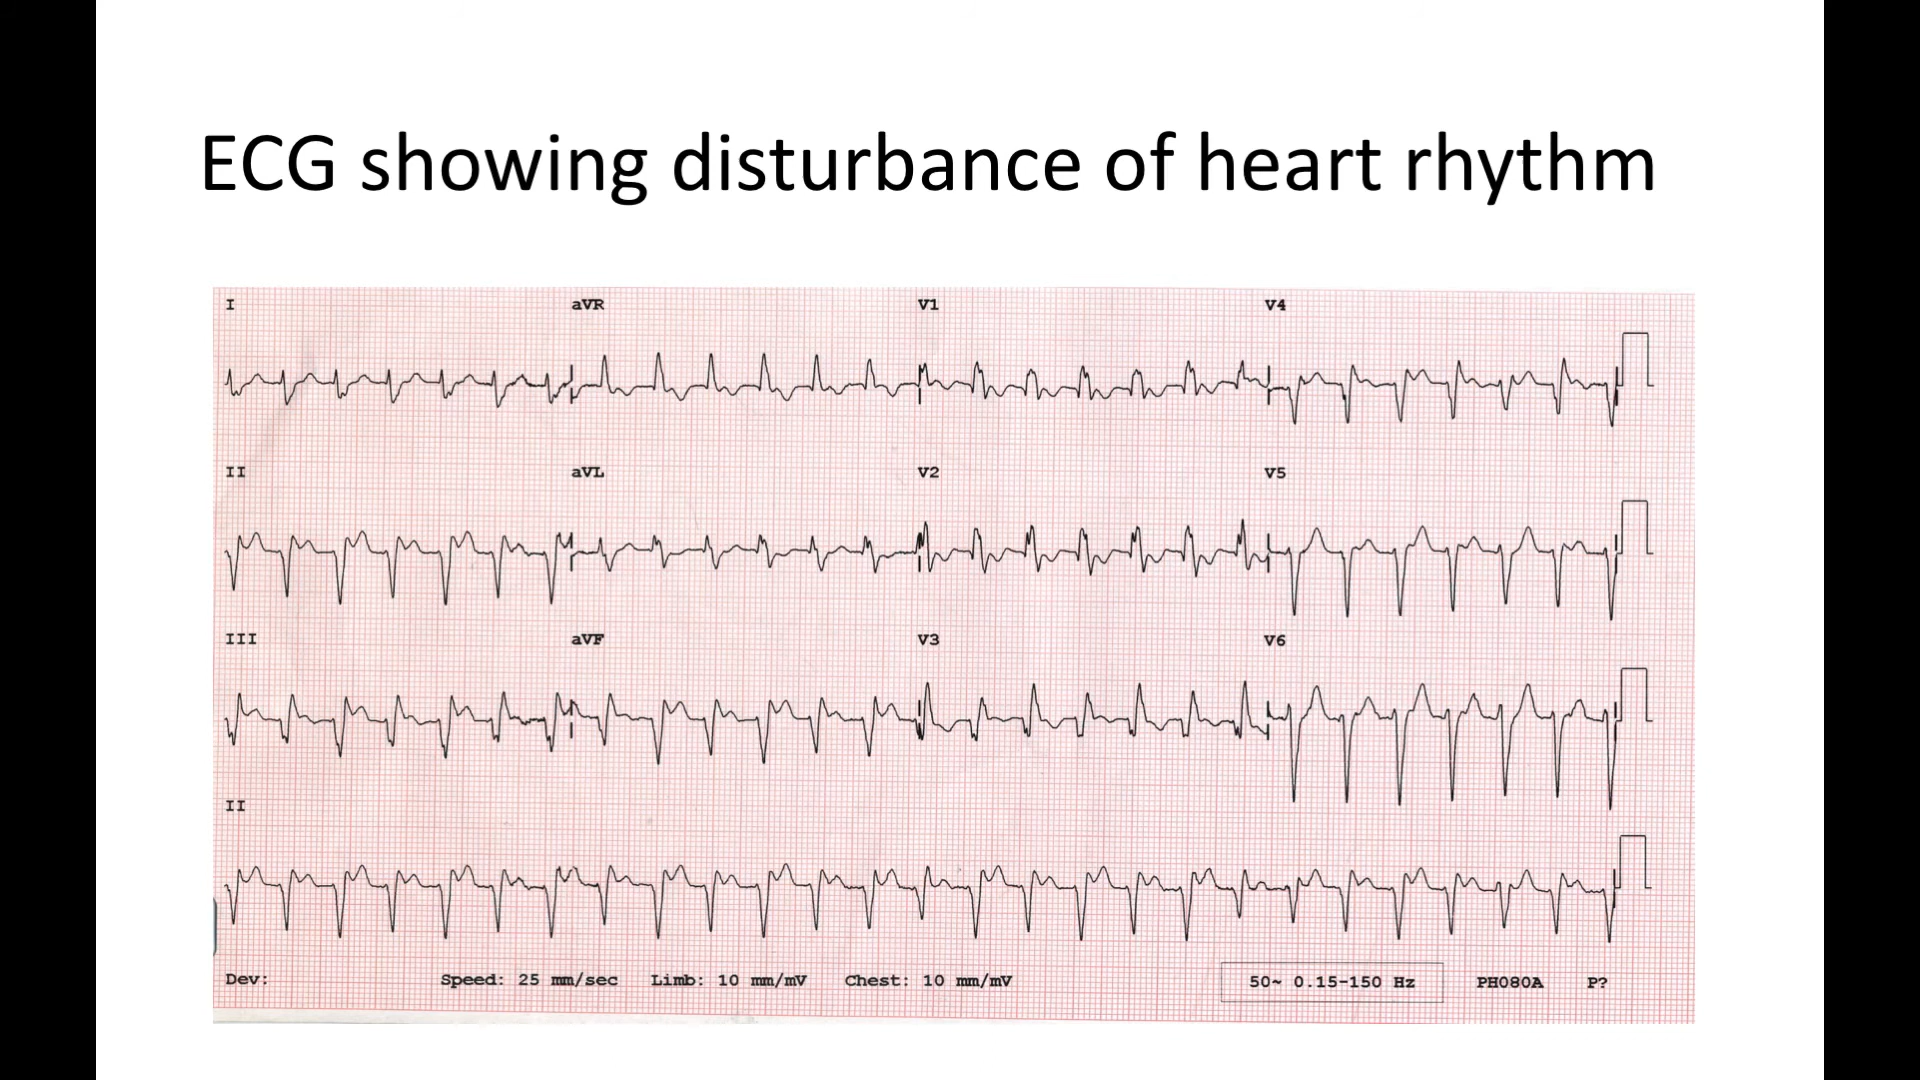 ECG showing disturbance of heart rhythm
I aVR V1 V4
II aVL V2 V5
III aVF V3 V6
II
Dev: Speed: 25 mm/sec Limb: 10 mm/mV Chest: 10 mm/mV 50~ 0.15-150 Hz PH080A P?